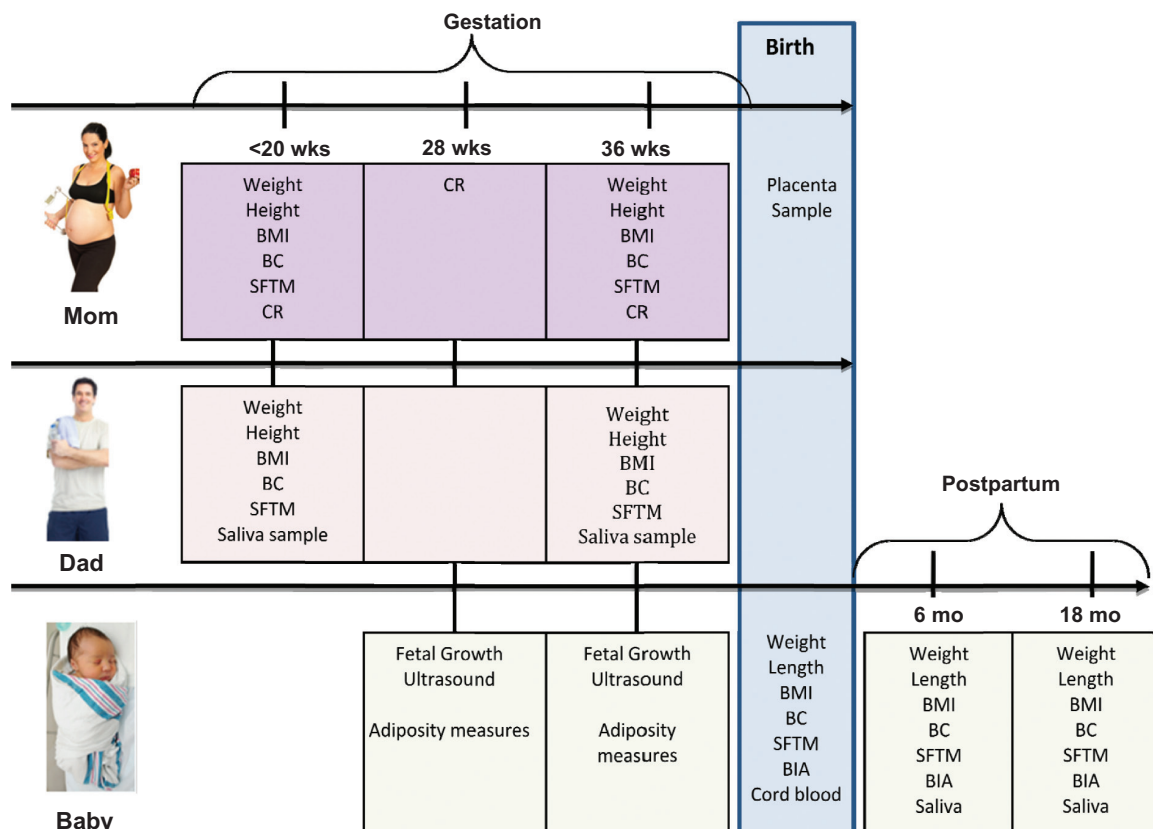 Gestation
Birth
<20 wks
28 wks
36 wks
Weight
Height
BMI
BC
SFTM
CR
CR
Weight
Height
BMI
BC
SFTM
CR
Placenta
Sample
Mom
Weight
Height
BMI
BC
SFTM
Saliva sample
Weight
Height
BMI
BC
SFTM
Saliva sample
Dad
Postpartum
6 mo
18 mo
Fetal Growth
Ultrasound
Adiposity measures
Fetal Growth
Ultrasound
Adiposity
measures
Weight
Length
BMI
BC
SFTM
BIA
Cord blood
Weight
Length
BMI
BC
SFTM
BIA
Saliva
Weight
Length
BMI
BC
SFTM
BIA
Saliva
Baby